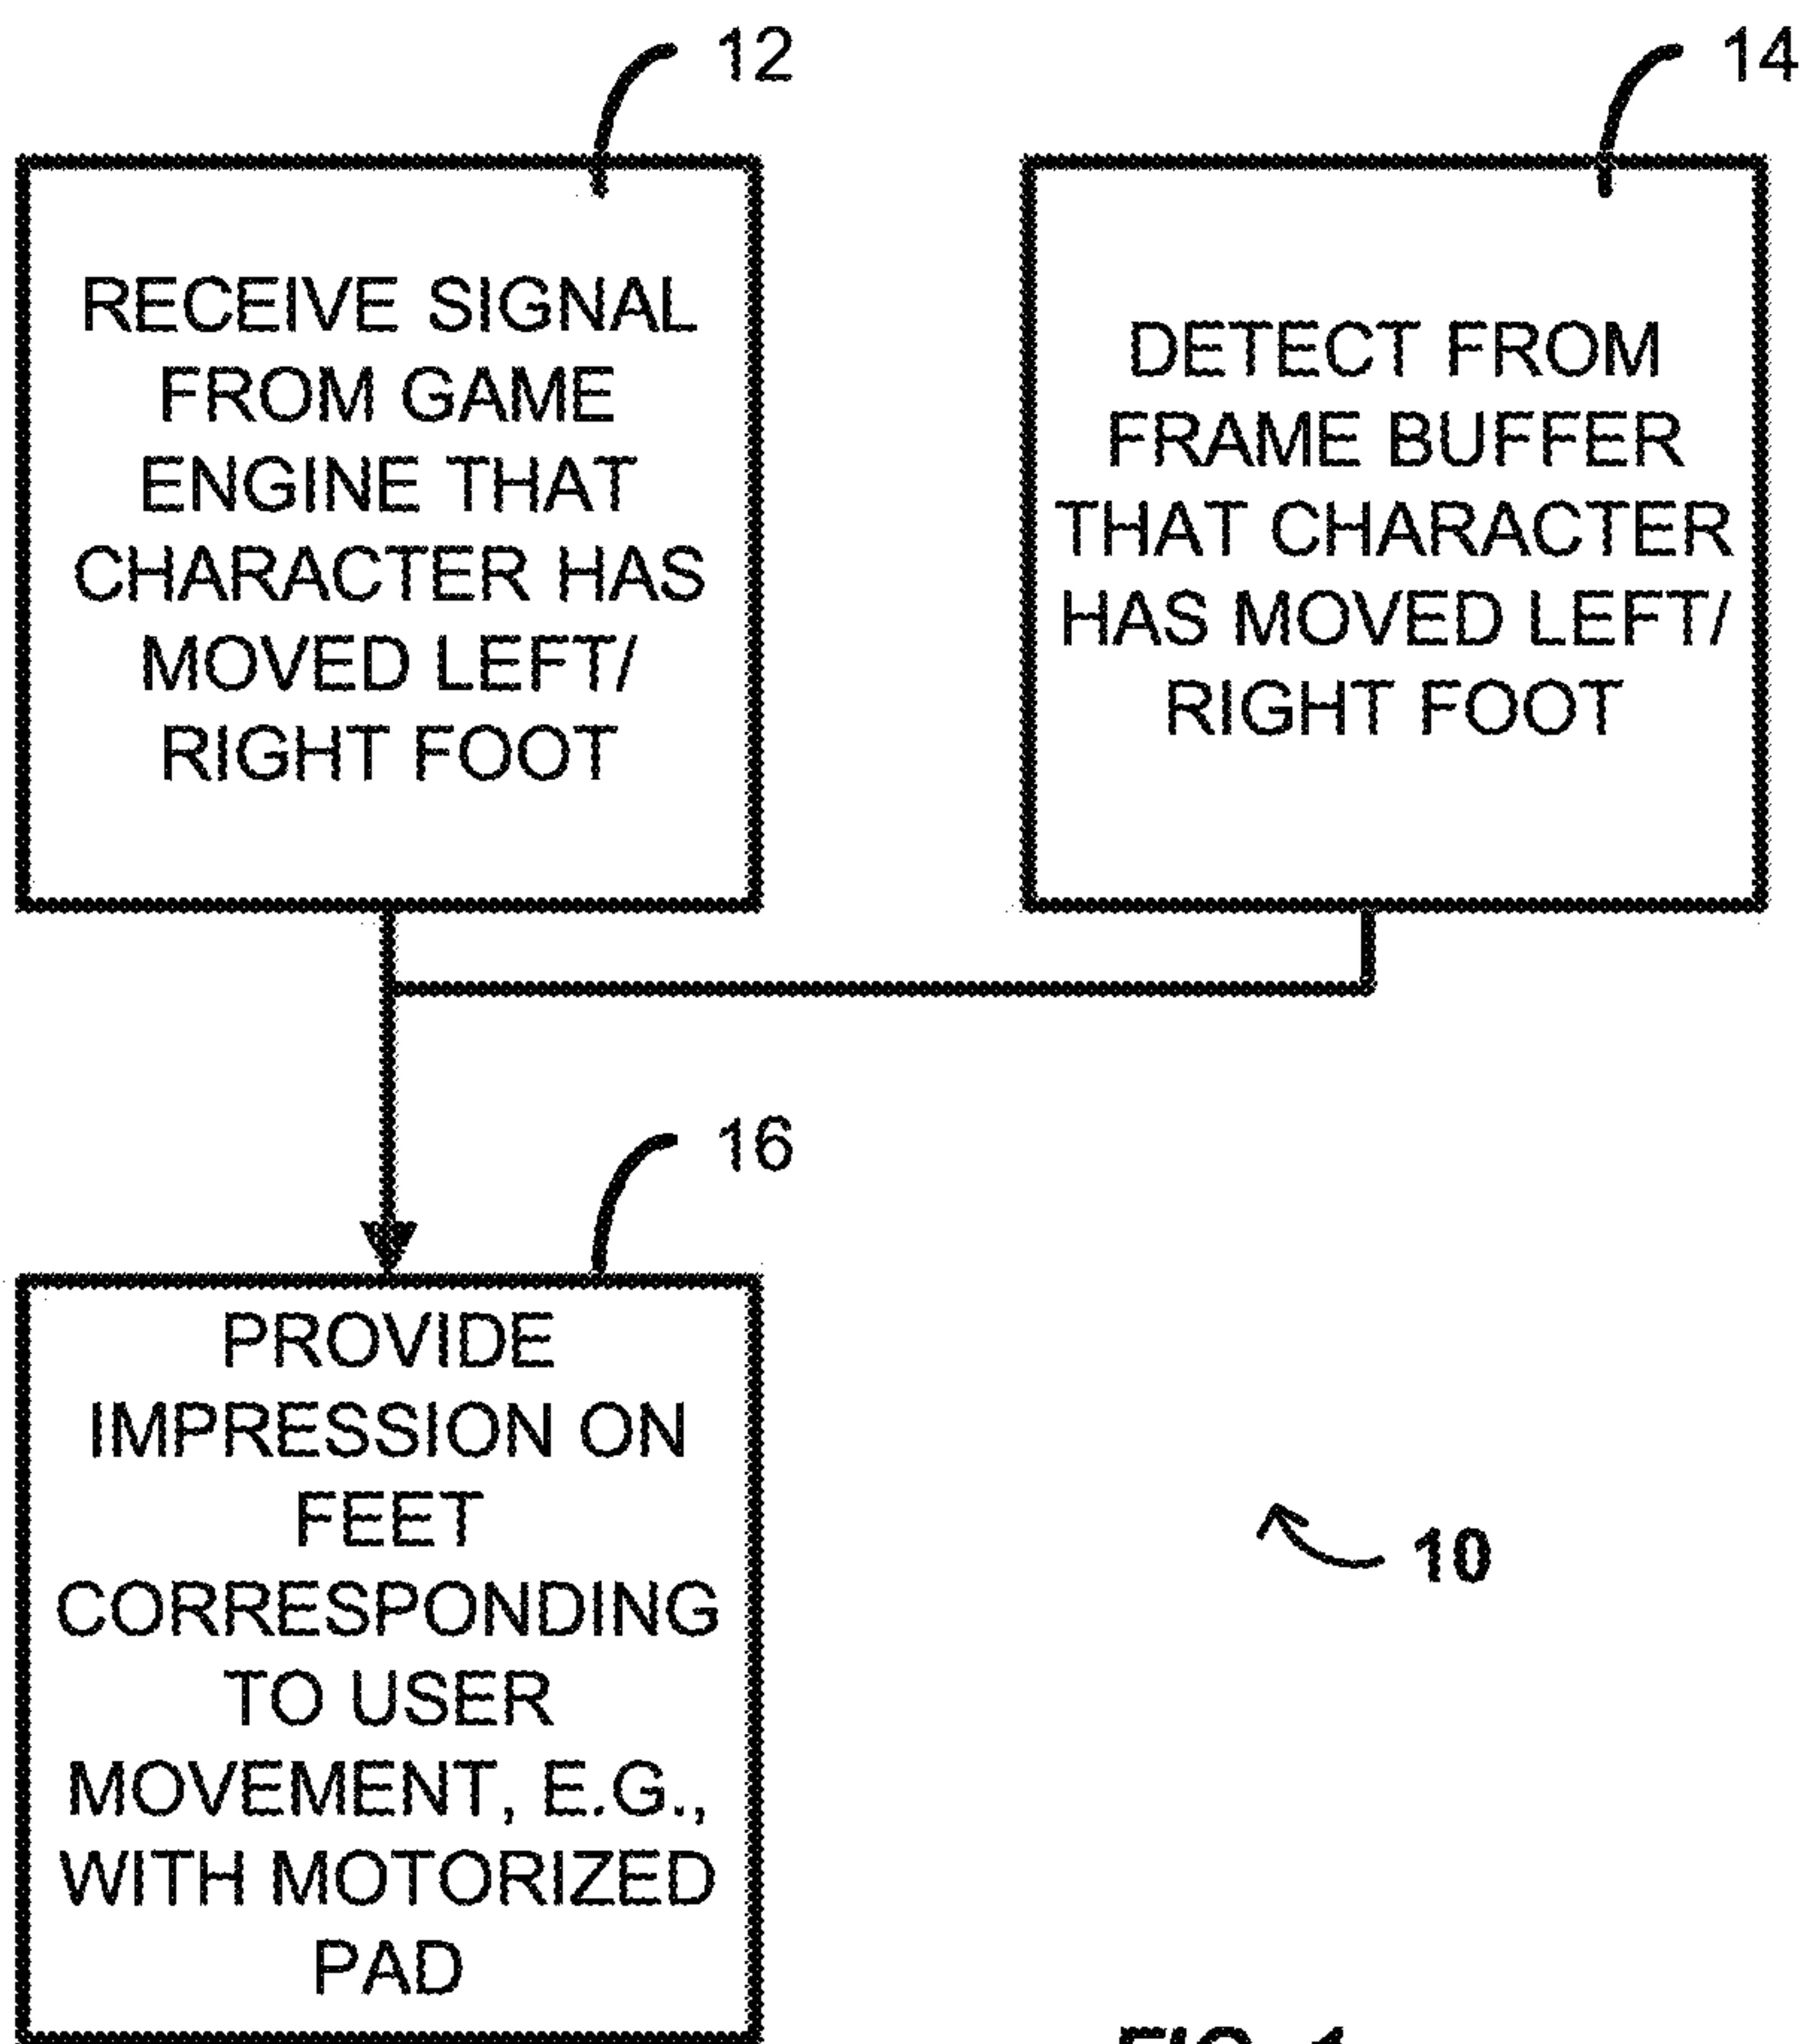 12
RECEIVE SIGNAL
FROM GAME
ENGINE THAT
CHARACTER HAS
MOVED LEFT/
RIGHT FOOT
14
DETECT FROM
FRAME BUFFER
THAT CHARACTER
HAS MOVED LEFT/
RIGHT FOOT
16
PROVIDE
IMPRESSION ON
FEET
CORRESPONDING
TO USER
MOVEMENT, E.G.,
WITH MOTORIZED
PAD
10